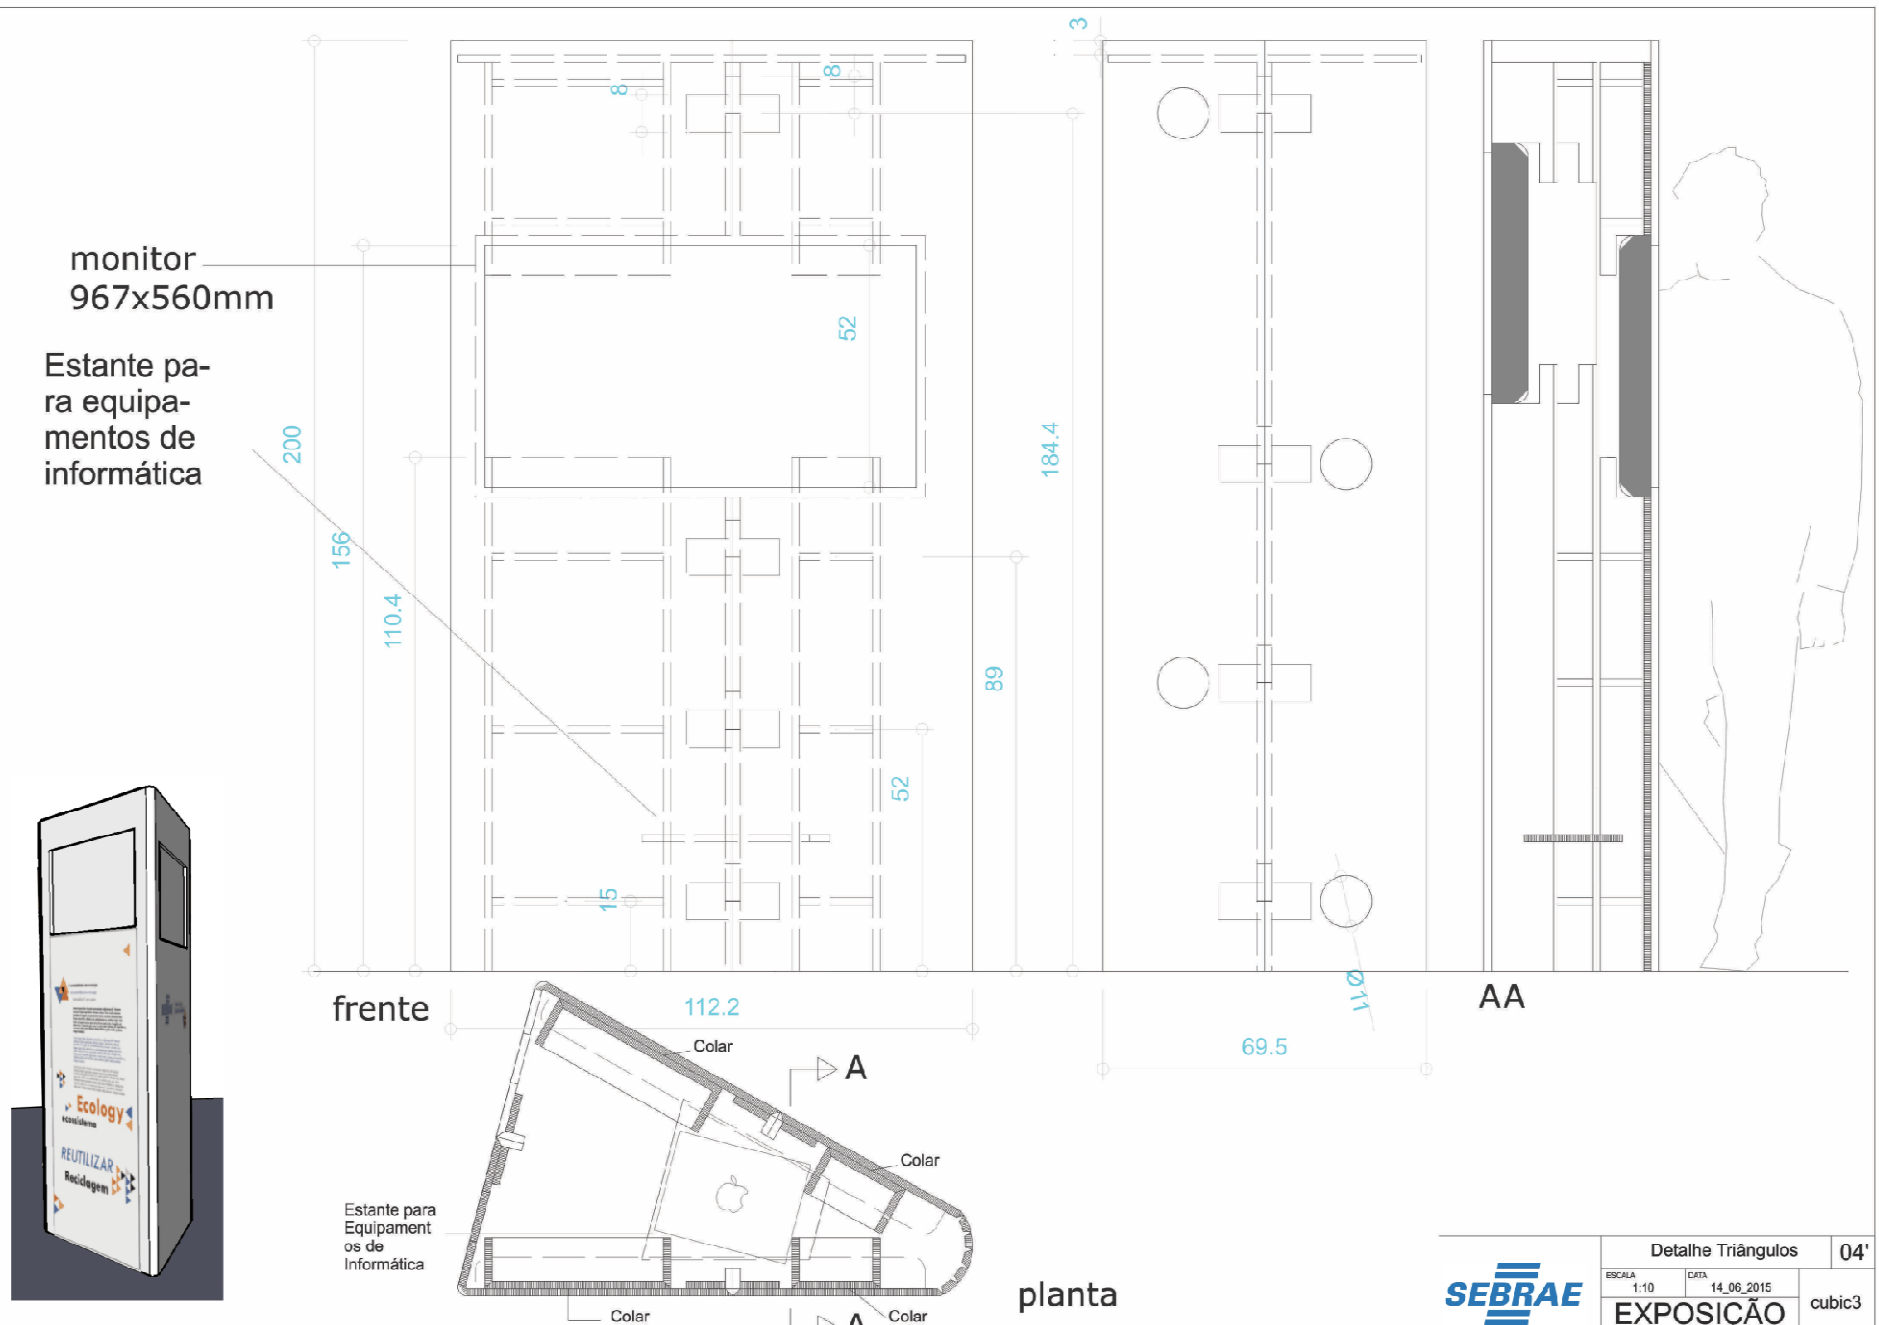 3
8
8
monitor
967x560mm
Estante pa-
ra equipa-
mentos de
informática
52
200
184.4
156
110.4
89
52
15
Ø11
frente
112.2
69.5
AA
Colar
A
Colar
Estante para
Equipament
os de
Informática
Colar
A
Colar
planta
Ecology
ecossistema
REUTILIZAR
Reciclagem
SEBRAE
Detalhe Triângulos
04'
ESCALA
1:10
DATA
14_06_2015
EXPOSICÃO
cubic3